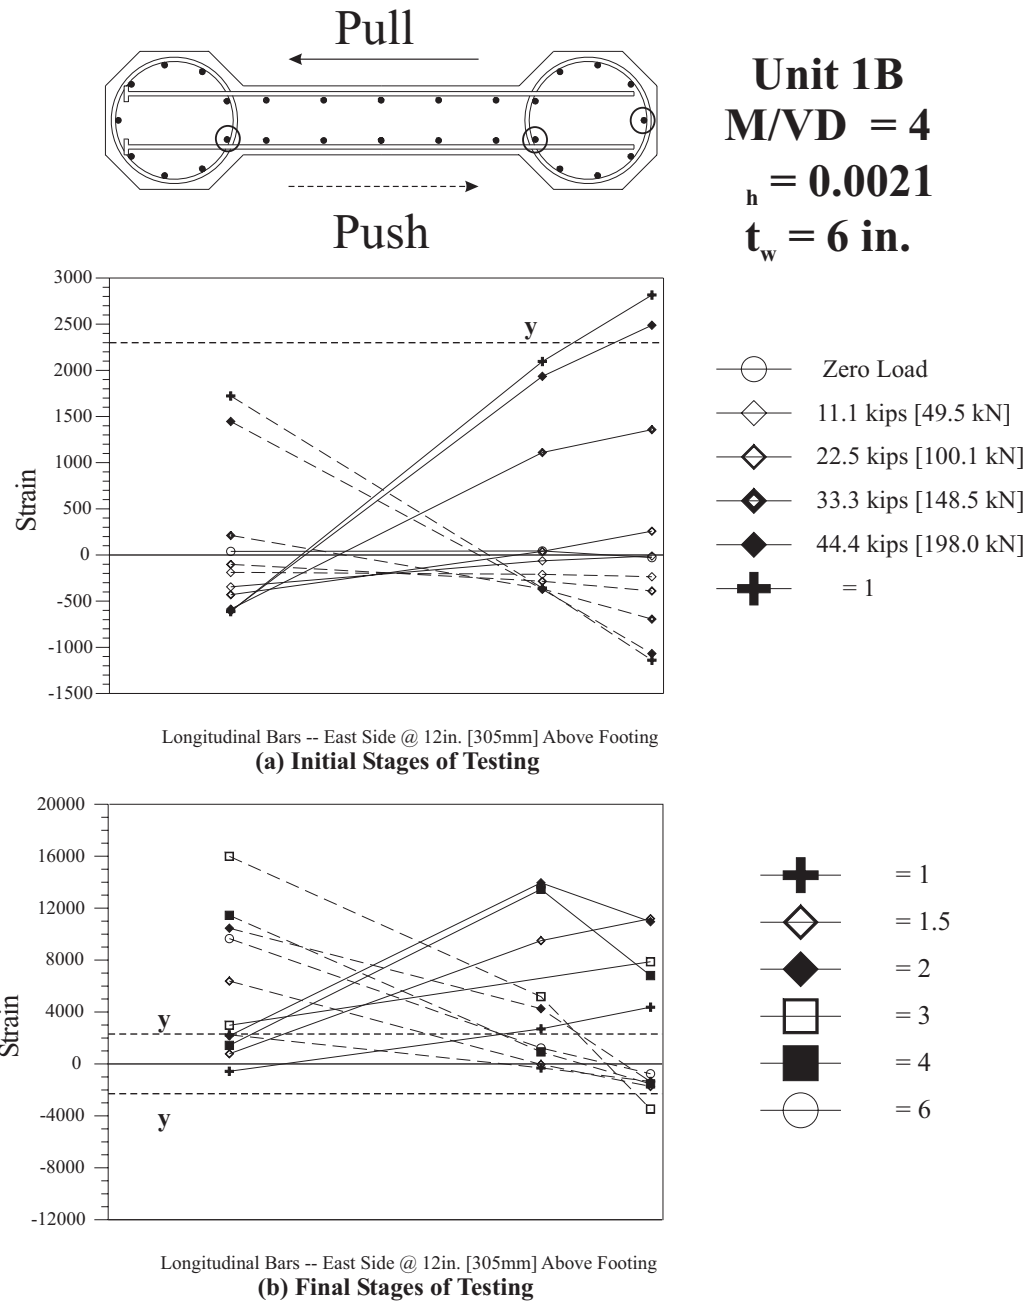 Pull
Push
Unit 1B
M/VD = 4
h = 0.0021
tw = 6 in.
3000
2500
2000
1500
1000
500
0
-500
-1000
-1500
Strain
y
Zero Load
11.1 kips [49.5 kN]
22.5 kips [100.1 kN]
33.3 kips [148.5 kN]
44.4 kips [198.0 kN]
= 1
Longitudinal Bars -- East Side @ 12in. [305mm] Above Footing
(a) Initial Stages of Testing
20000
16000
12000
8000
4000
0
-4000
-8000
-12000
Strain
y
y
= 1
= 1.5
= 2
= 3
= 4
= 6
Longitudinal Bars -- East Side @ 12in. [305mm] Above Footing
(b) Final Stages of Testing